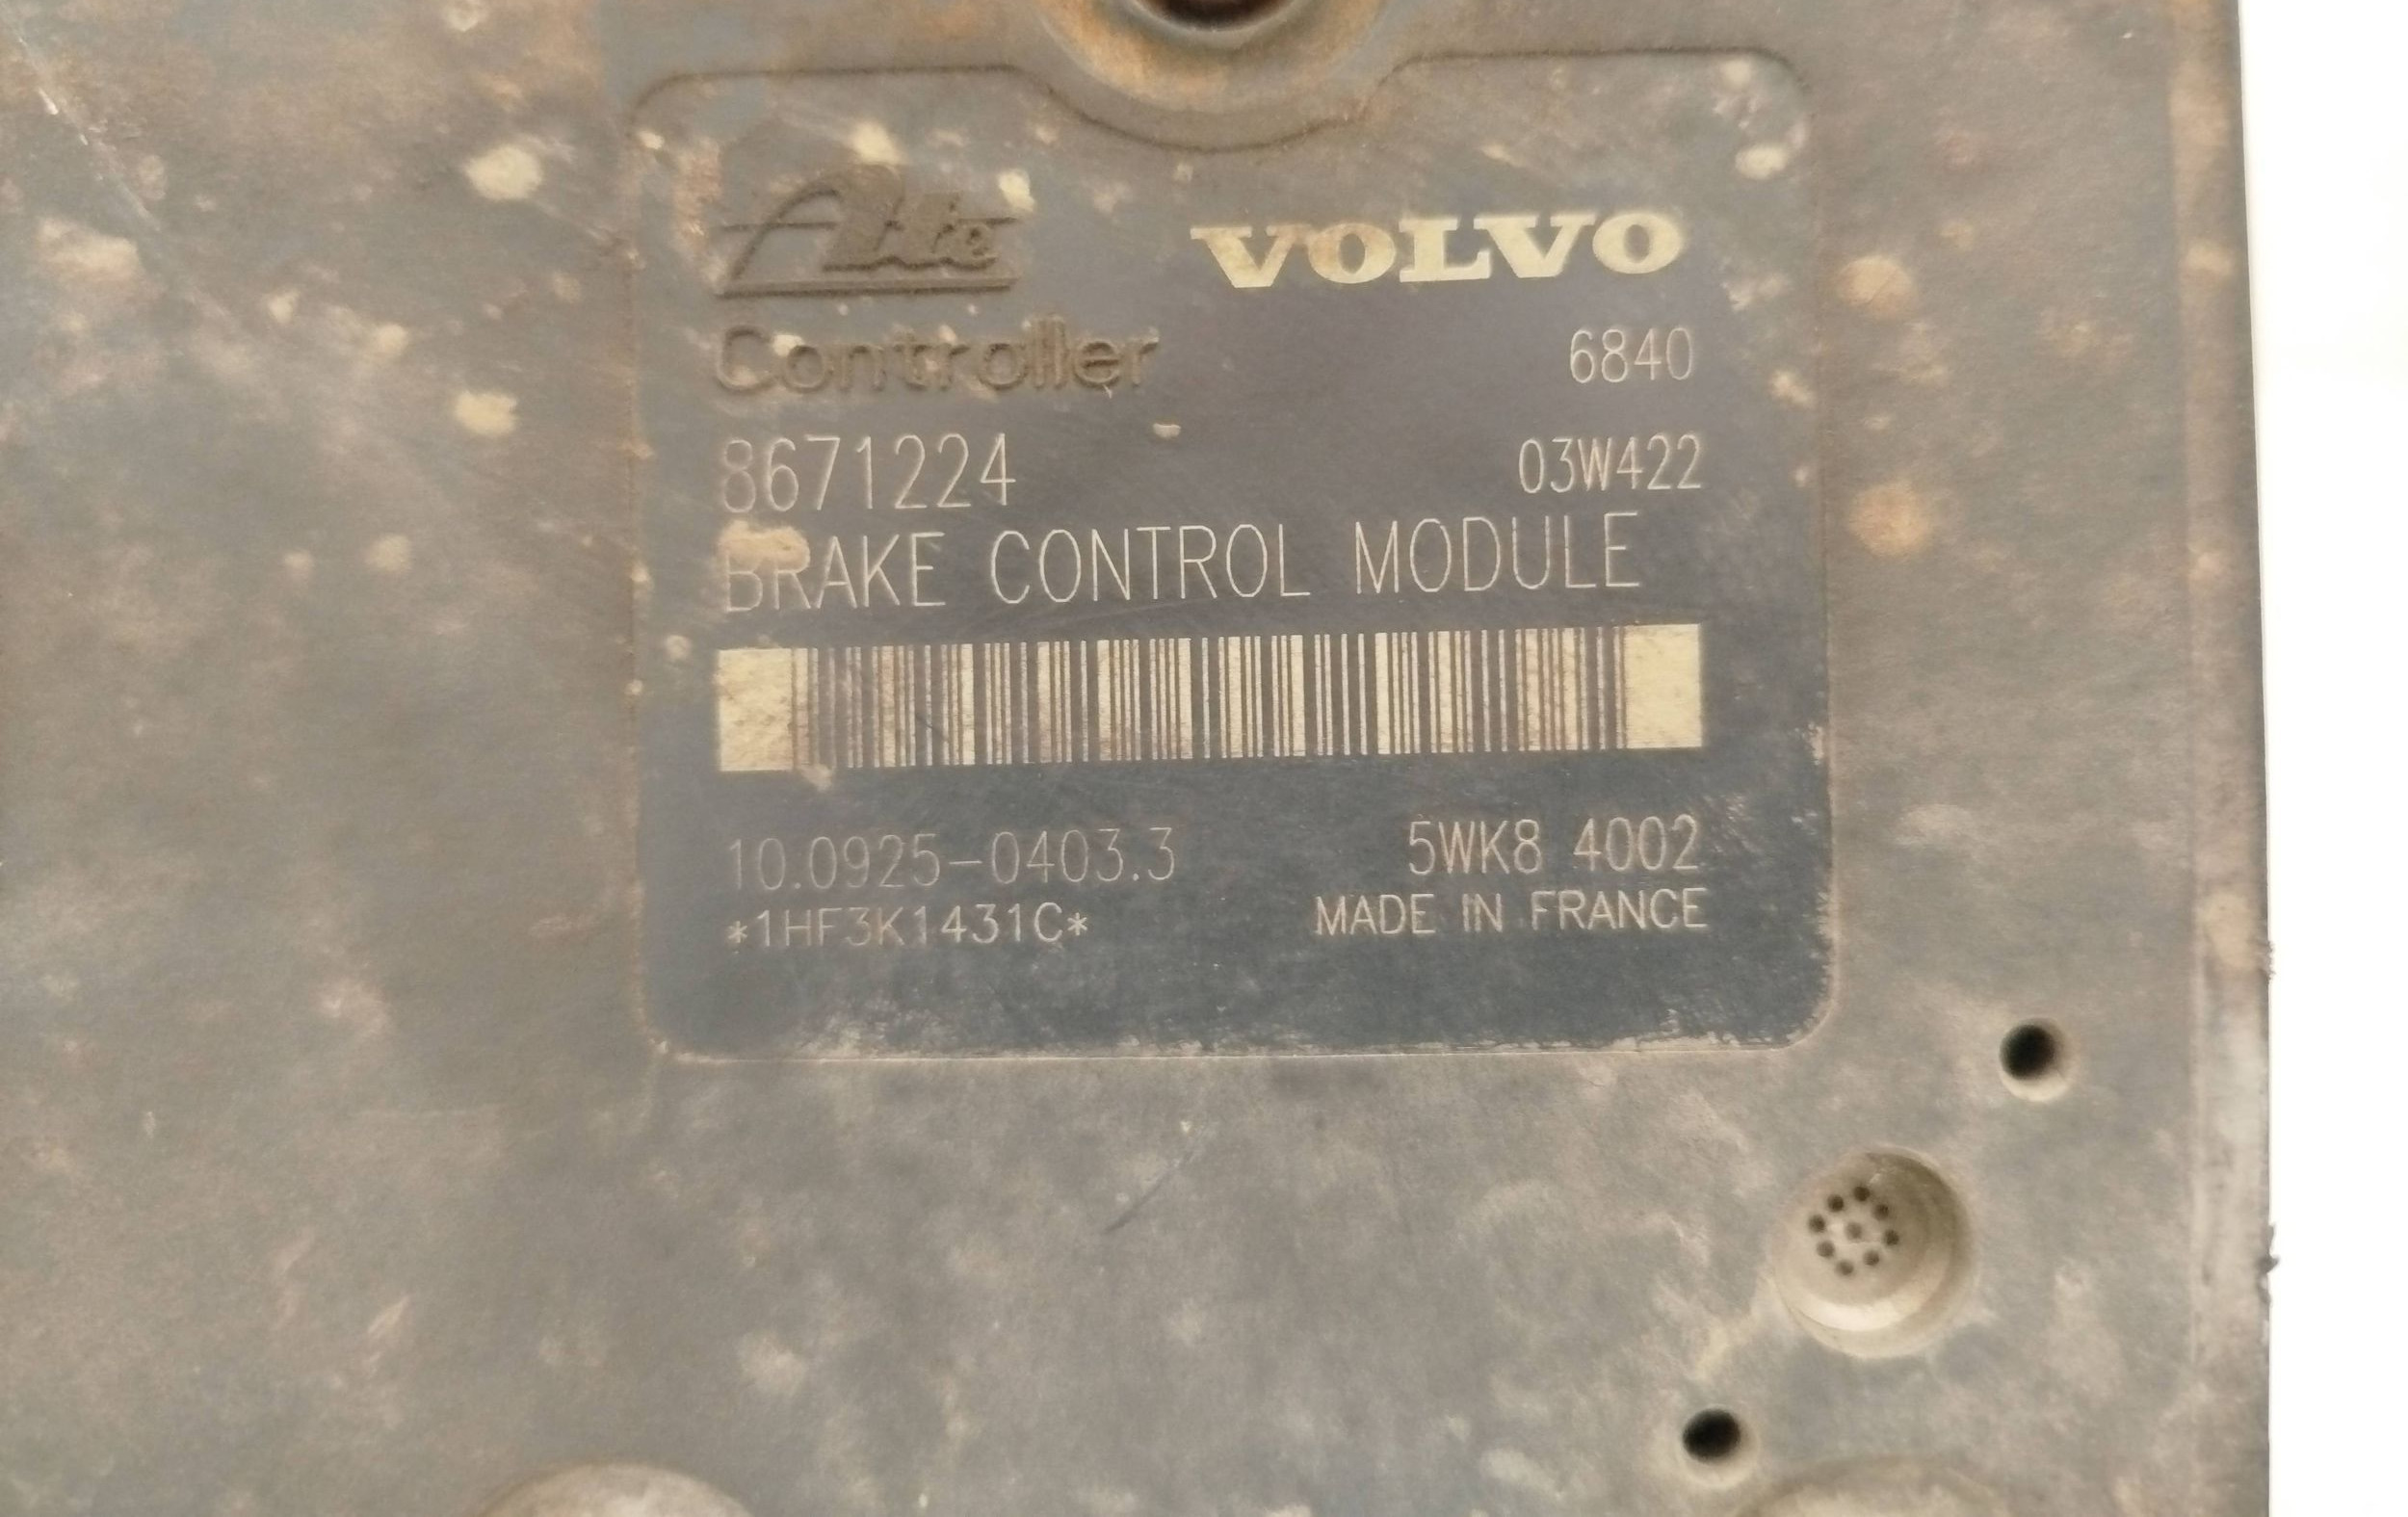 Ate VOLVO
Controller 6840
8671224 03W422
BRAKE CONTROL MODULE
10.0925-0403.3 5WK8 4002
*1HF3K1431C* MADE IN FRANCE